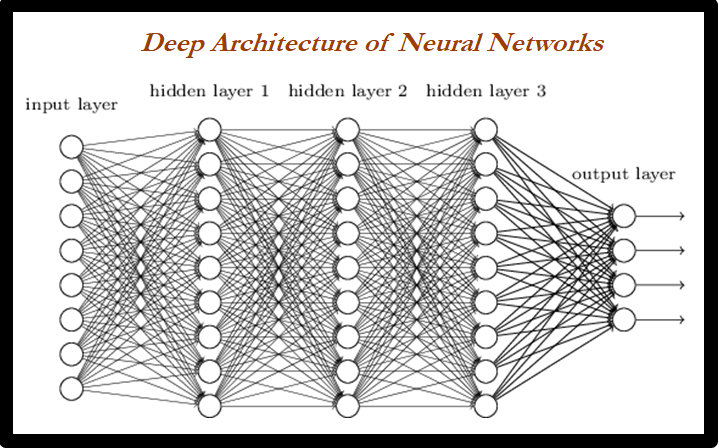 Deep Architecture of Neural Networks
input layer
hidden layer 1
hidden layer 2
hidden layer 3
output layer